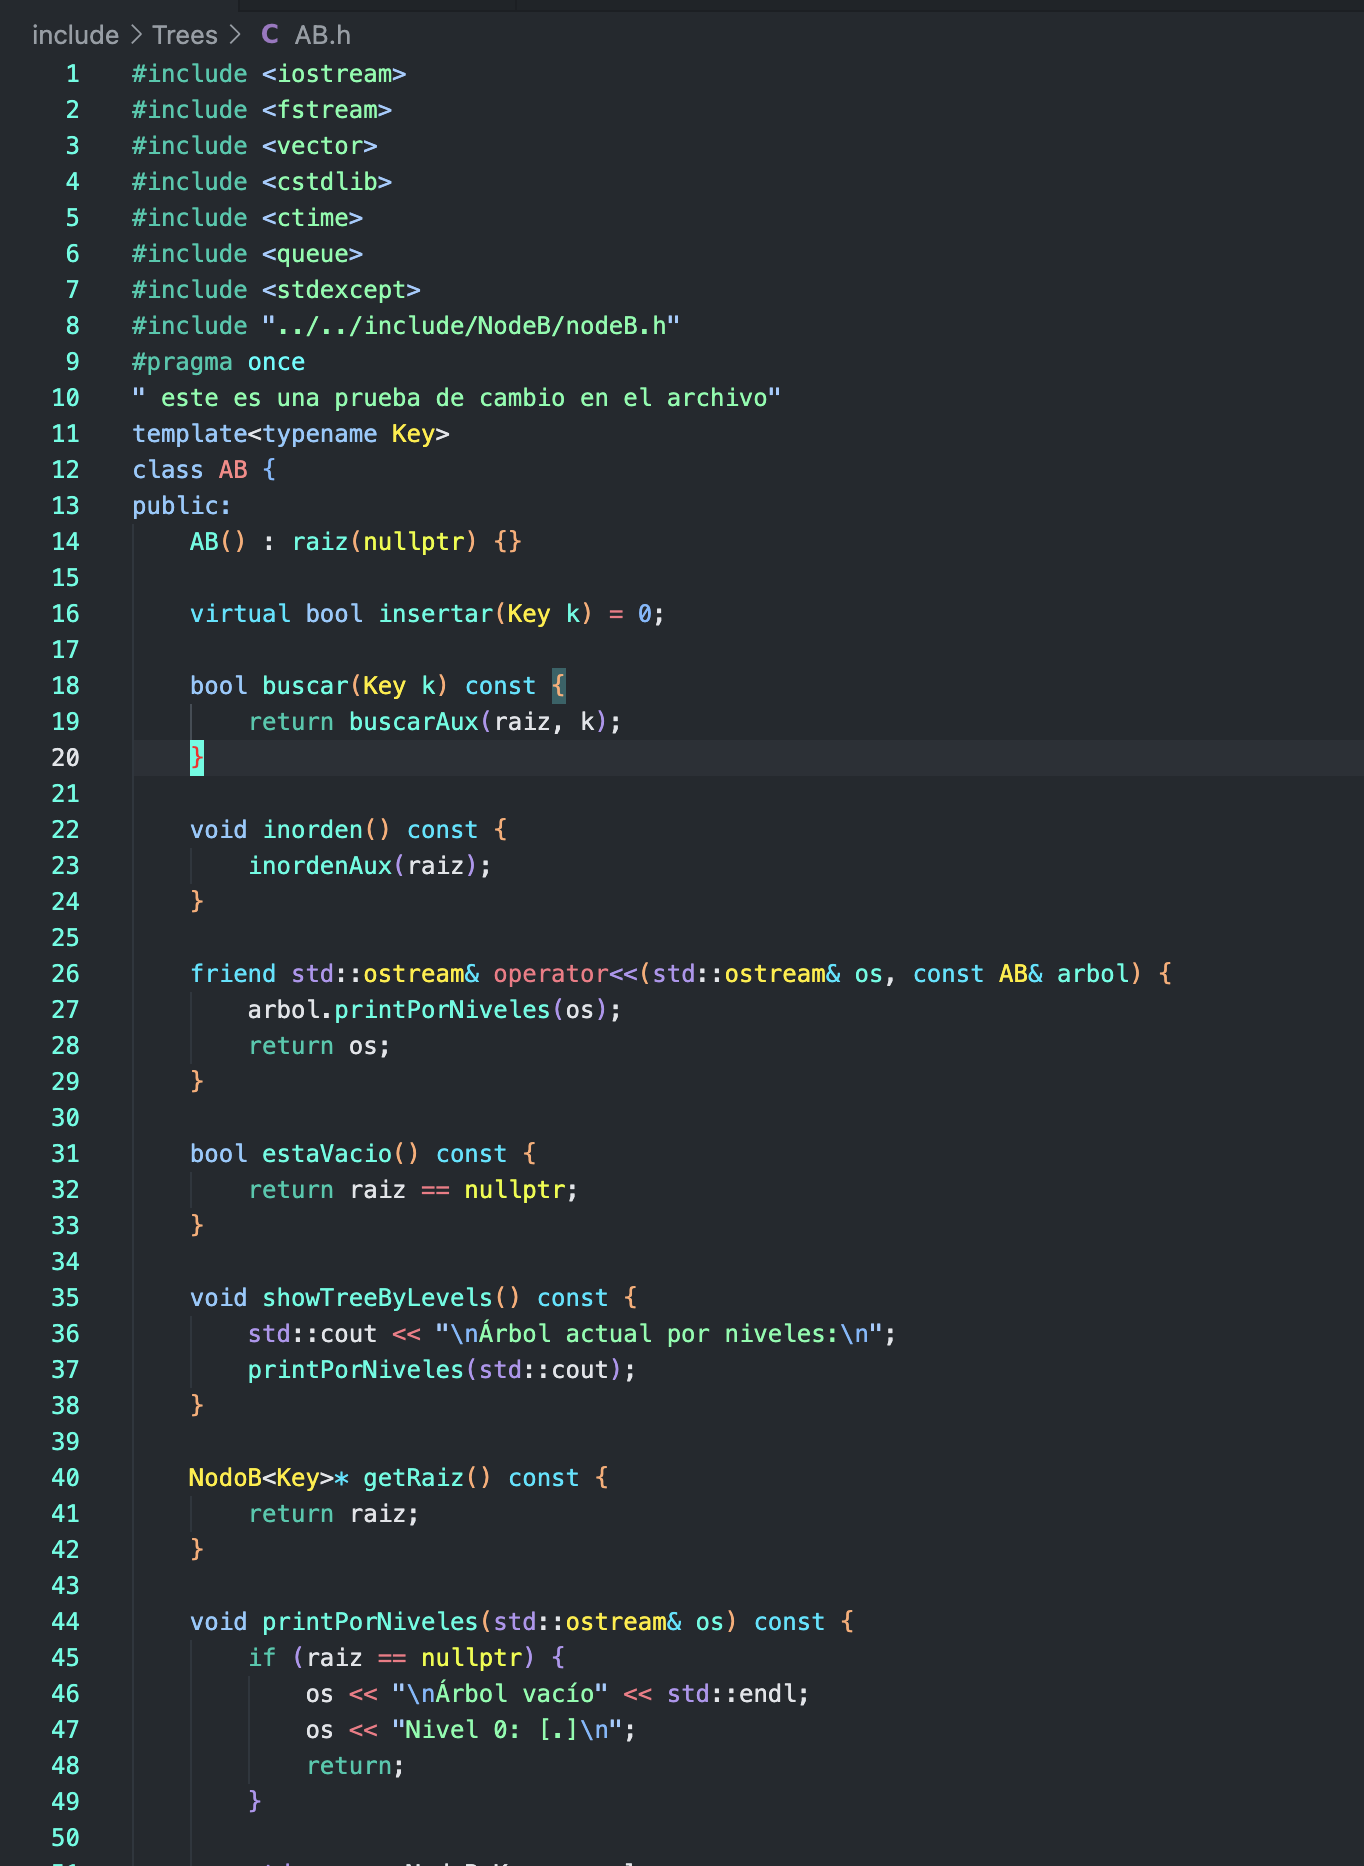 include > Trees > C AB.h
1 #include <iostream>
2 #include <fstream>
3 #include <vector>
4 #include <cstdlib>
5 #include <ctime>
6 #include <queue>
7 #include <stdexcept>
8 #include "../../include/NodeB/nodeB.h"
9 #pragma once
10 " este es una prueba de cambio en el archivo"
11 template<typename Key>
12 class AB {
13 public:
14     AB() : raiz(nullptr) {}
15
16     virtual bool insertar(Key k) = 0;
17
18     bool buscar(Key k) const {
19         return buscarAux(raiz, k);
20     }
21
22     void inorden() const {
23         inordenAux(raiz);
24     }
25
26     friend std::ostream& operator<<(std::ostream& os, const AB& arbol) {
27         arbol.printPorNiveles(os);
28         return os;
29     }
30
31     bool estaVacio() const {
32         return raiz == nullptr;
33     }
34
35     void showTreeByLevels() const {
36         std::cout << "\nÁrbol actual por niveles:\n";
37         printPorNiveles(std::cout);
38     }
39
40     NodoB<Key>* getRaiz() const {
41         return raiz;
42     }
43
44     void printPorNiveles(std::ostream& os) const {
45         if (raiz == nullptr) {
46             os << "\nÁrbol vacío" << std::endl;
47             os << "Nivel 0: [.]\n";
48             return;
49         }
50